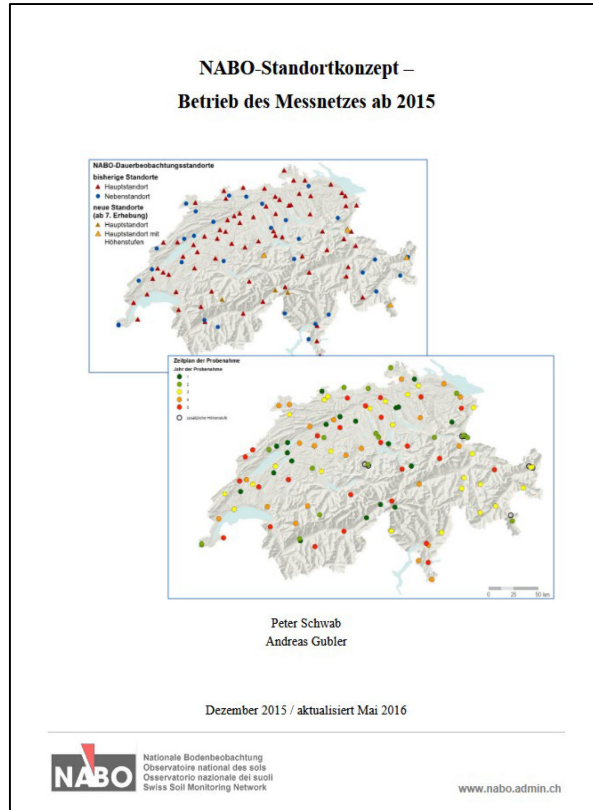 NABO-Standortkonzept –
Betrieb des Messnetzes ab 2015
NABO-Dauerbeobachtungsstandorte
bisherige Standorte
Hauptstandort
Nebenstandort
neue Standorte
(ab 7. Erhebung)
Hauptstandort
Hauptstandort mit
Höhenstufen
Zeitplan der Probenahme
Jahr der Probenahme
1
2
3
4
5
zusätzliche Höhenstufe
0 25 50 km
Peter Schwab
Andreas Gubler
Dezember 2015 / aktualisiert Mai 2016
NABO
Nationale Bodenbeobachtung
Observatoire national des sols
Osservatorio nazionale dei suoli
Swiss Soil Monitoring Network
www.nabo.admin.ch